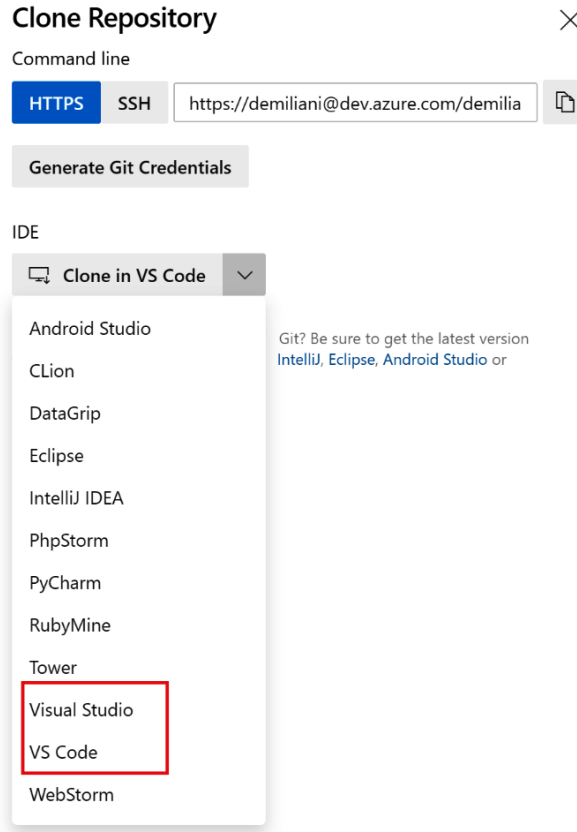 Clone Repository
Command line
HTTPS SSH https://demiliani@dev.azure.com/demilia
Generate Git Credentials
IDE
Clone in VS Code
Git? Be sure to get the latest version
IntelliJ, Eclipse, Android Studio or
Android Studio
CLion
DataGrip
Eclipse
IntelliJ IDEA
PhpStorm
PyCharm
RubyMine
Tower
Visual Studio
VS Code
WebStorm